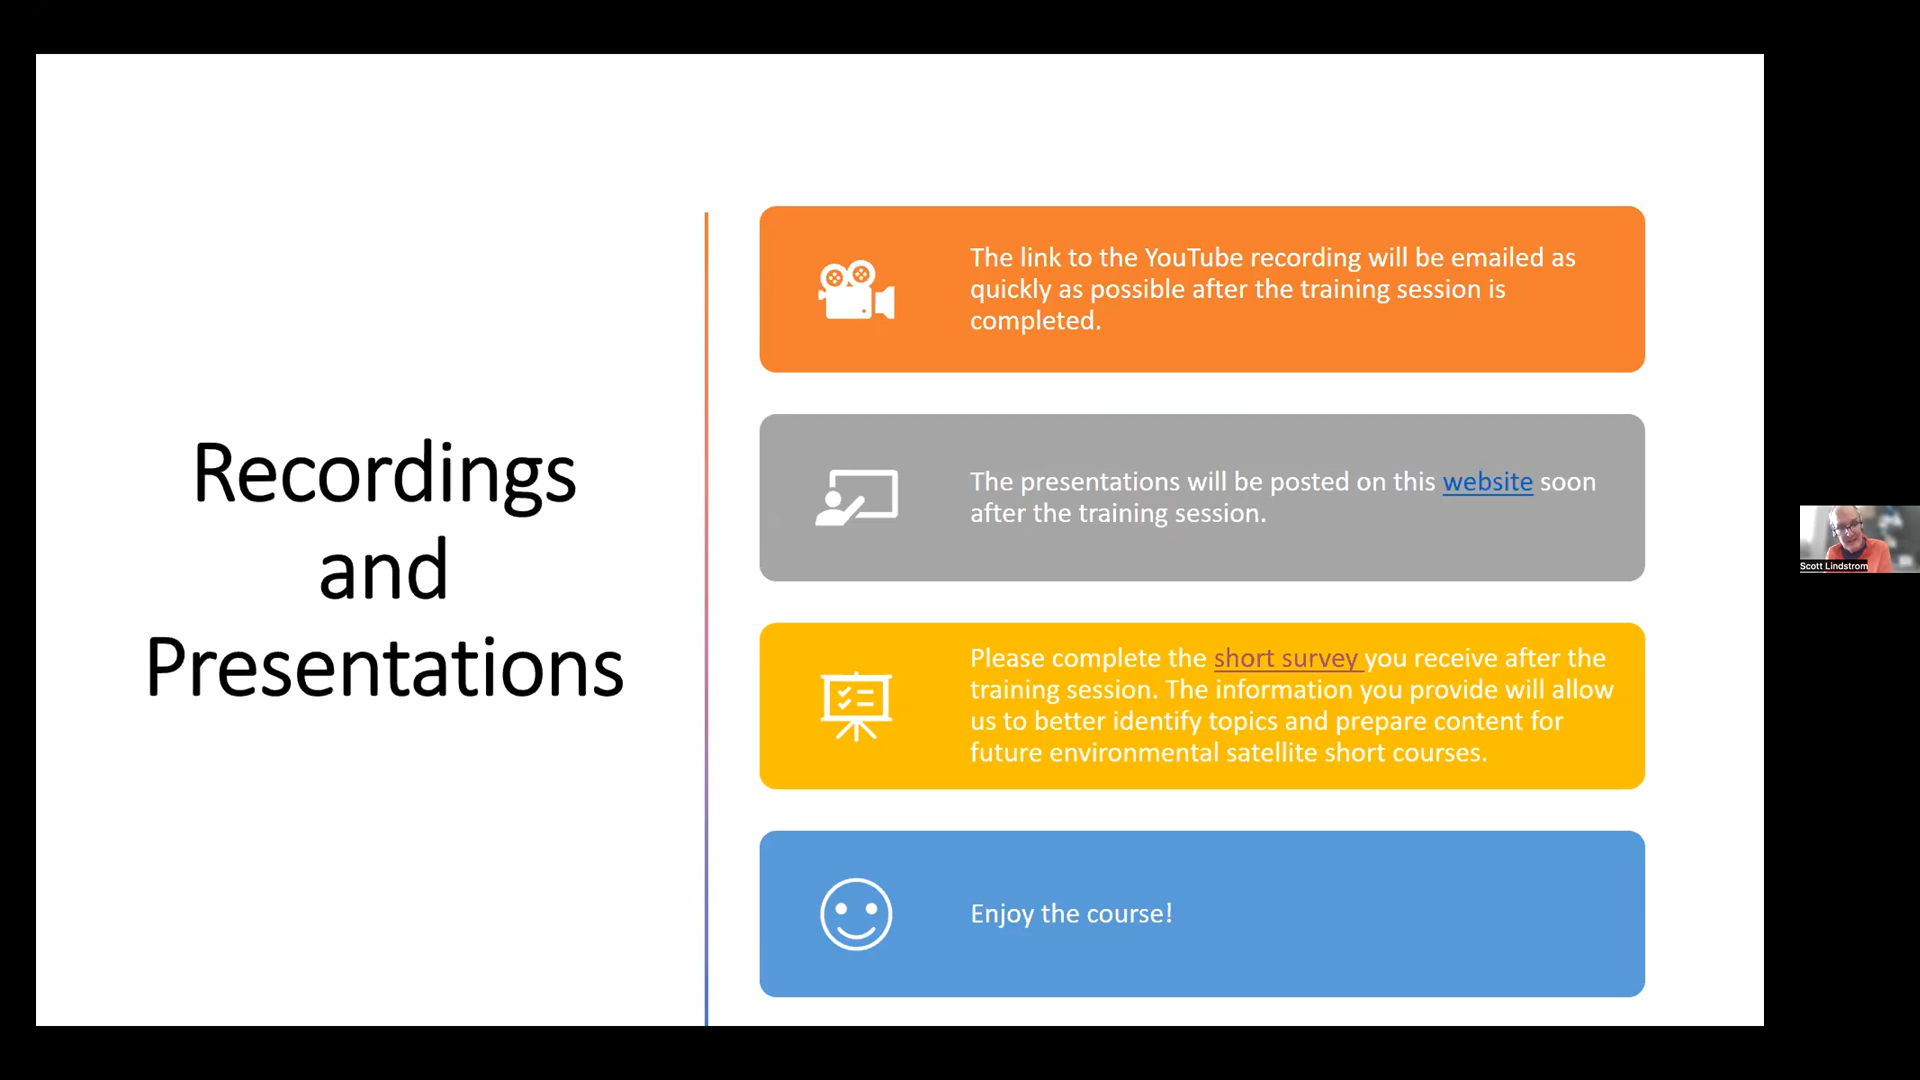 Recordings
and
Presentations
The link to the YouTube recording will be emailed as
quickly as possible after the training session is
completed.
The presentations will be posted on this website soon
after the training session.
Please complete the short survey you receive after the
training session. The information you provide will allow
us to better identify topics and prepare content for
future environmental satellite short courses.
Enjoy the course!
Scott Lindstrom